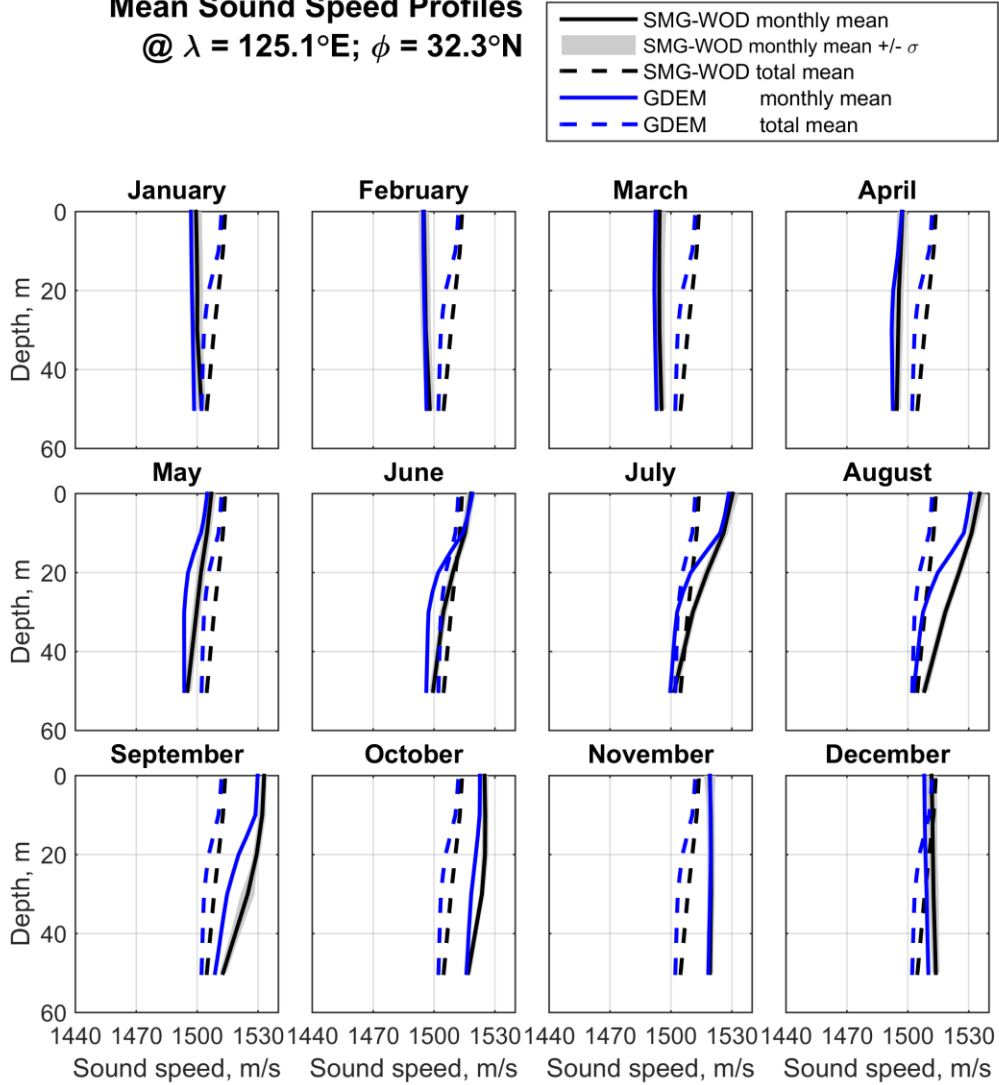 Mean Sound Speed Profiles
@ λ = 125.1°E; ϕ = 32.3°N
SMG-WOD monthly mean
SMG-WOD monthly mean +/- σ
SMG-WOD total mean
GDEM monthly mean
GDEM total mean
January February March April
0
20
40
60
Depth, m
May June July August
0
20
40
60
Depth, m
September October November December
0
20
40
60
Depth, m
1440 1470 1500 1530 1440 1470 1500 1530 1440 1470 1500 1530 1440 1470 1500 1530
Sound speed, m/s Sound speed, m/s Sound speed, m/s Sound speed, m/s